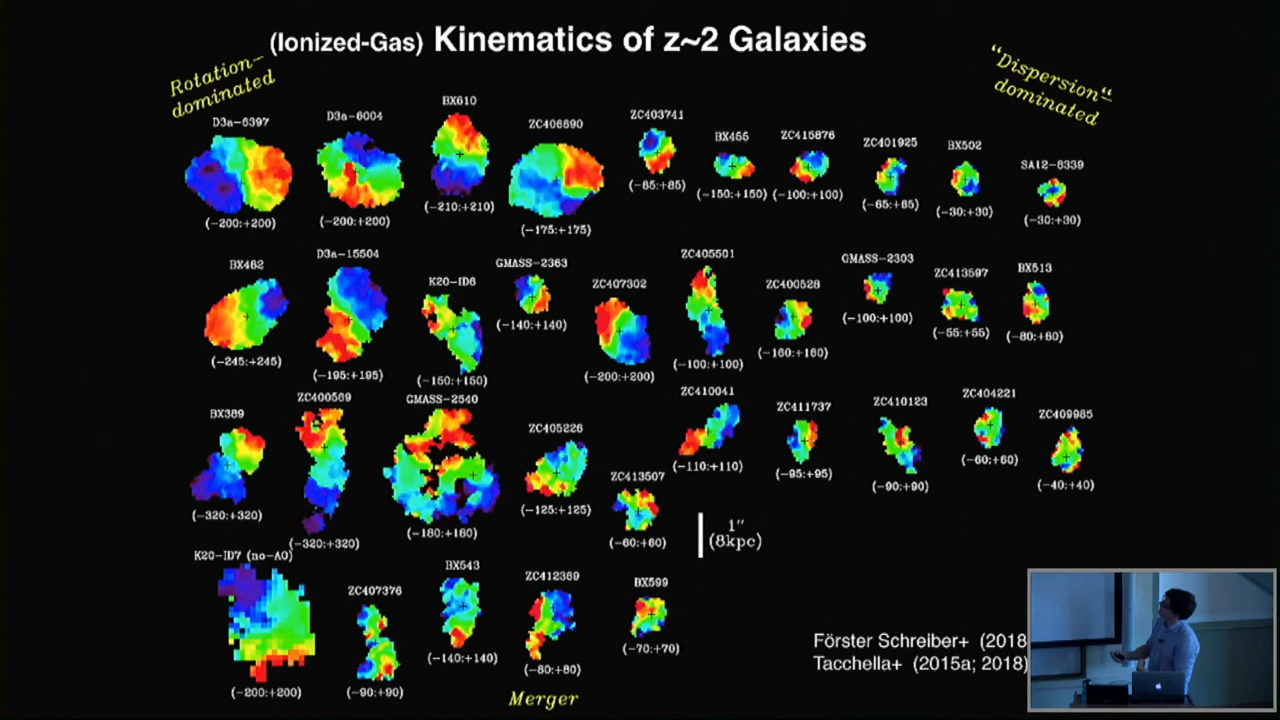 (Ionized-Gas) Kinematics of z~2 Galaxies
Rotation-
dominated
“Dispersion“-
dominated
D3a-6397
(-200:+200)
D3a-6004
(-200:+200)
BX610
(-210:+210)
ZC406690
(-175:+175)
ZC403741
(-85:+85)
BX455
(-150:+150)
ZC415876
(-100:+100)
ZC401925
(-65:+65)
BX502
(-30:+30)
SA12-6339
(-30:+30)
BX482
(-245:+245)
D3a-15504
(-195:+195)
K20-ID6
(-150:+150)
GMASS-2363
(-140:+140)
ZC407302
(-200:+200)
ZC405501
(-100:+100)
ZC400528
(-160:+160)
GMASS-2303
(-100:+100)
ZC413597
(-55:+55)
BX513
(-60:+60)
BX389
(-320:+320)
ZC400569
(-320:+320)
GMASS-2540
(-180:+180)
ZC405226
(-125:+125)
ZC413507
(-60:+60)
ZC410041
(-110:+110)
ZC411737
(-95:+95)
ZC410123
(-90:+90)
ZC404221
(-60:+60)
ZC409985
(-40:+40)
1"
(8kpc)
K20-ID7 (no-AO)
(-200:+200)
ZC407376
(-90:+90)
BX543
(-140:+140)
ZC412369
(-80:+80)
BX599
(-70:+70)
Merger
Förster Schreiber+ (2018
Tacchella+ (2015a; 2018)